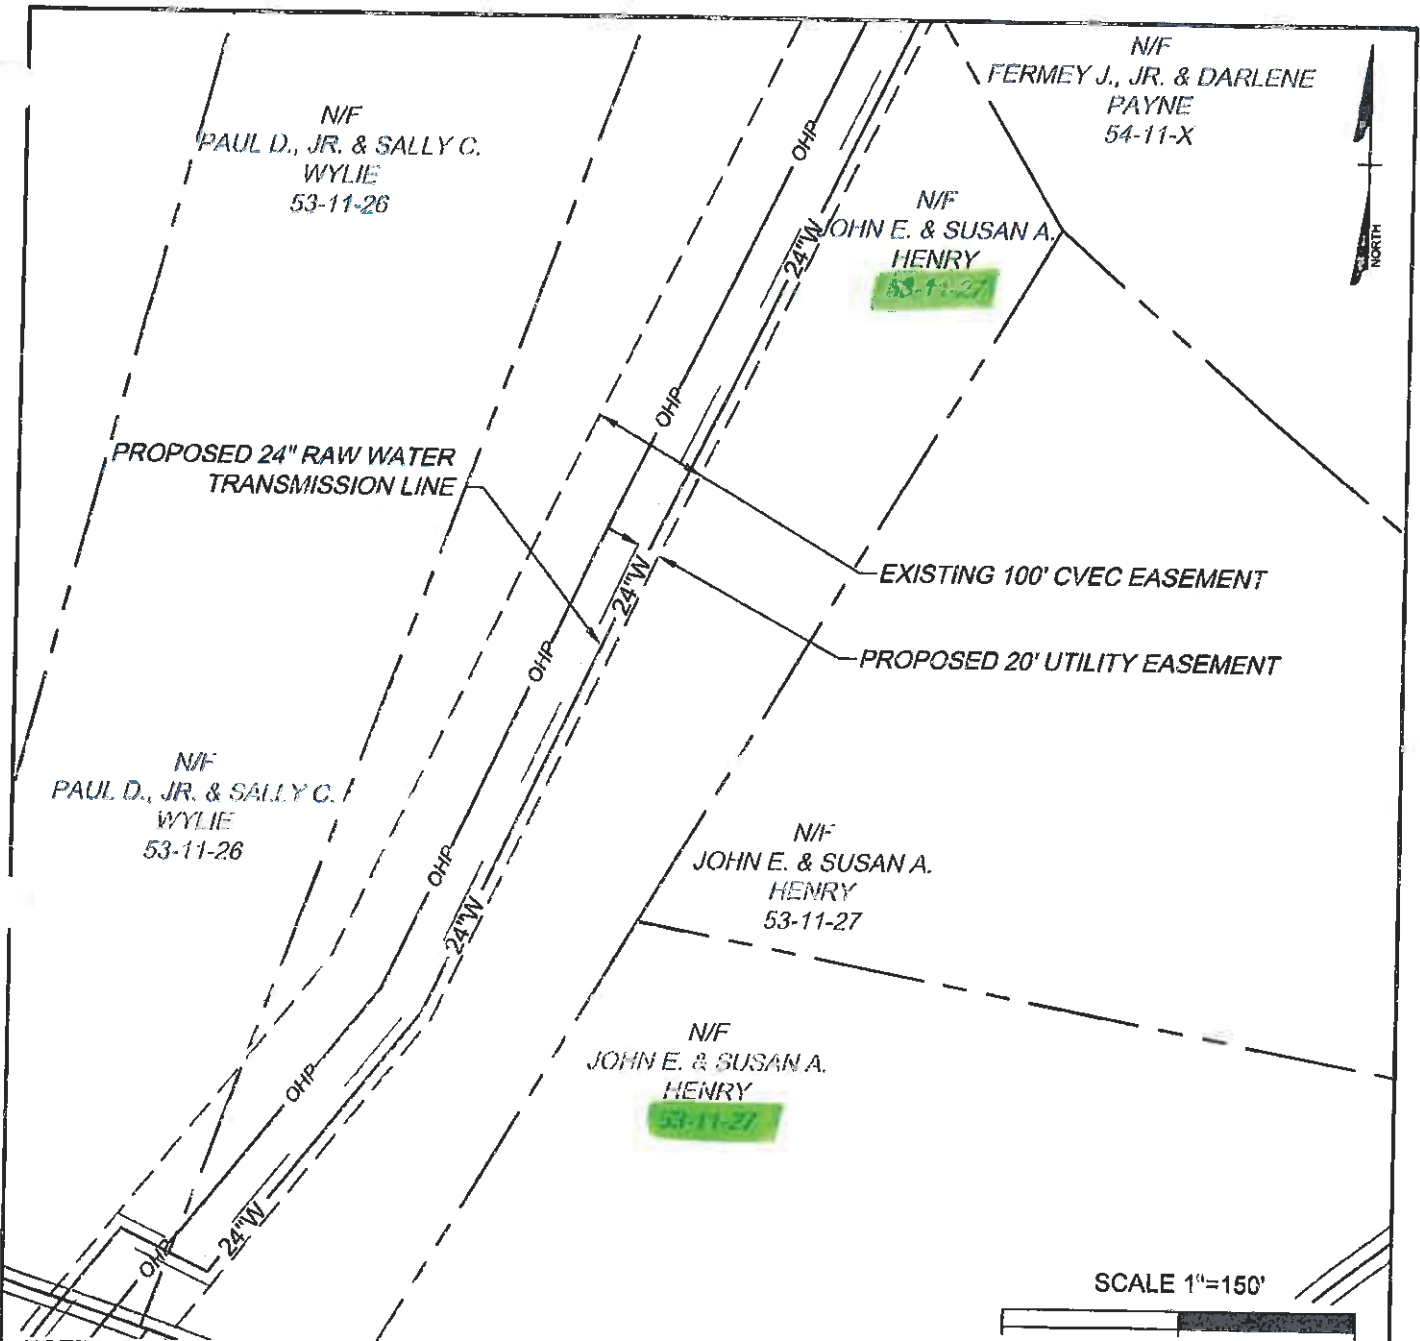 N/F
FERMEY J., JR. & DARLENE
PAYNE
54-11-X
N/F
PAUL D., JR. & SALLY C.
WYLIE
53-11-26
NORTH
OHP
N/F
JOHN E. & SUSAN A.
HENRY
53-11-27
24"W
OHP
PROPOSED 24" RAW WATER
TRANSMISSION LINE
EXISTING 100' CVEC EASEMENT
24"W
PROPOSED 20' UTILITY EASEMENT
OHP
N/F
PAUL D., JR. & SALLY C.
WYLIE
53-11-26
N/F
JOHN E. & SUSAN A.
HENRY
53-11-27
OHP
24"W
N/F
JOHN E. & SUSAN A.
HENRY
53-11-27
OHP
24"W
OHP
SCALE 1"=150'